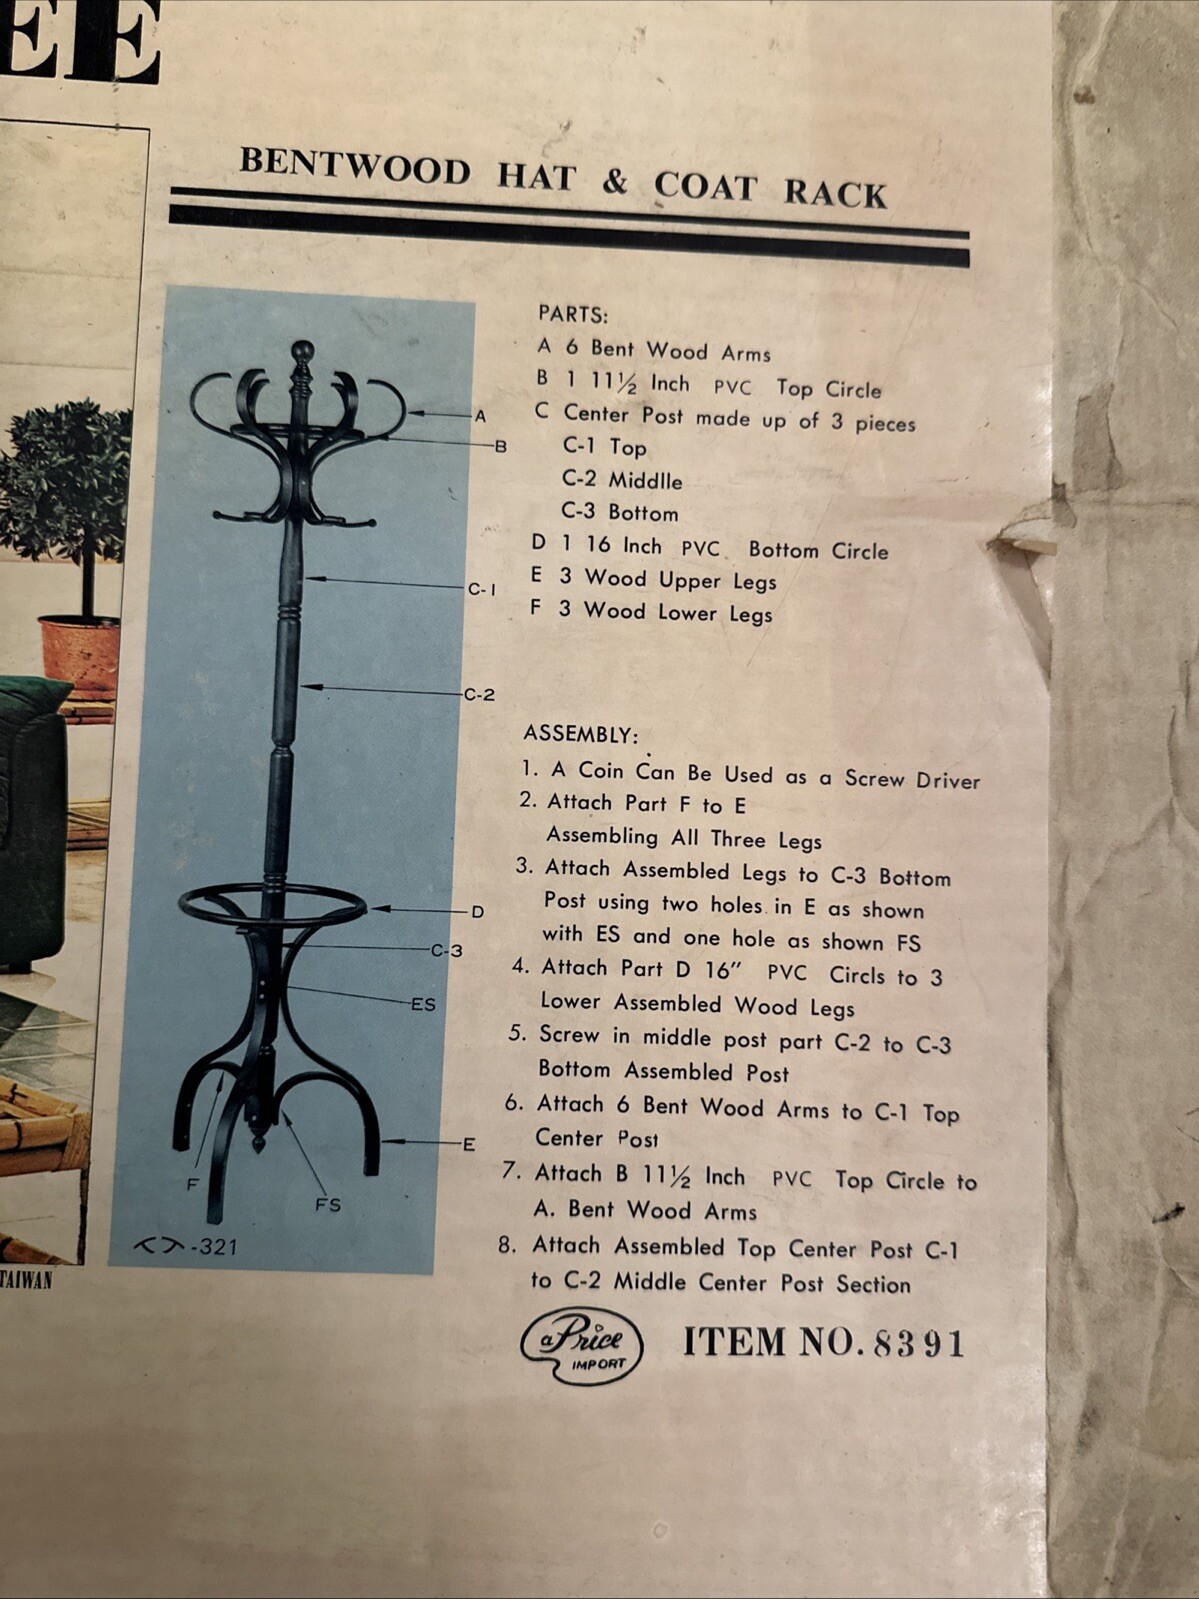 EE
BENTWOOD HAT & COAT RACK
PARTS:
A 6 Bent Wood Arms
B 1 11½ Inch PVC Top Circle
C Center Post made up of 3 pieces
C-1 Top
C-2 Middlle
C-3 Bottom
D 1 16 Inch PVC Bottom Circle
E 3 Wood Upper Legs
F 3 Wood Lower Legs
A
B
C-1
C-2
D
C-3
ES
E
F
FS
-321
TAIWAN
ASSEMBLY:
1. A Coin Can Be Used as a Screw Driver
2. Attach Part F to E
Assembling All Three Legs
3. Attach Assembled Legs to C-3 Bottom
Post using two holes in E as shown
with ES and one hole as shown FS
4. Attach Part D 16” PVC Circls to 3
Lower Assembled Wood Legs
5. Screw in middle post part C-2 to C-3
Bottom Assembled Post
6. Attach 6 Bent Wood Arms to C-1 Top
Center Post
7. Attach B 11½ Inch PVC Top Circle to
A. Bent Wood Arms
8. Attach Assembled Top Center Post C-1
to C-2 Middle Center Post Section
a Price
IMPORT
ITEM NO. 8391